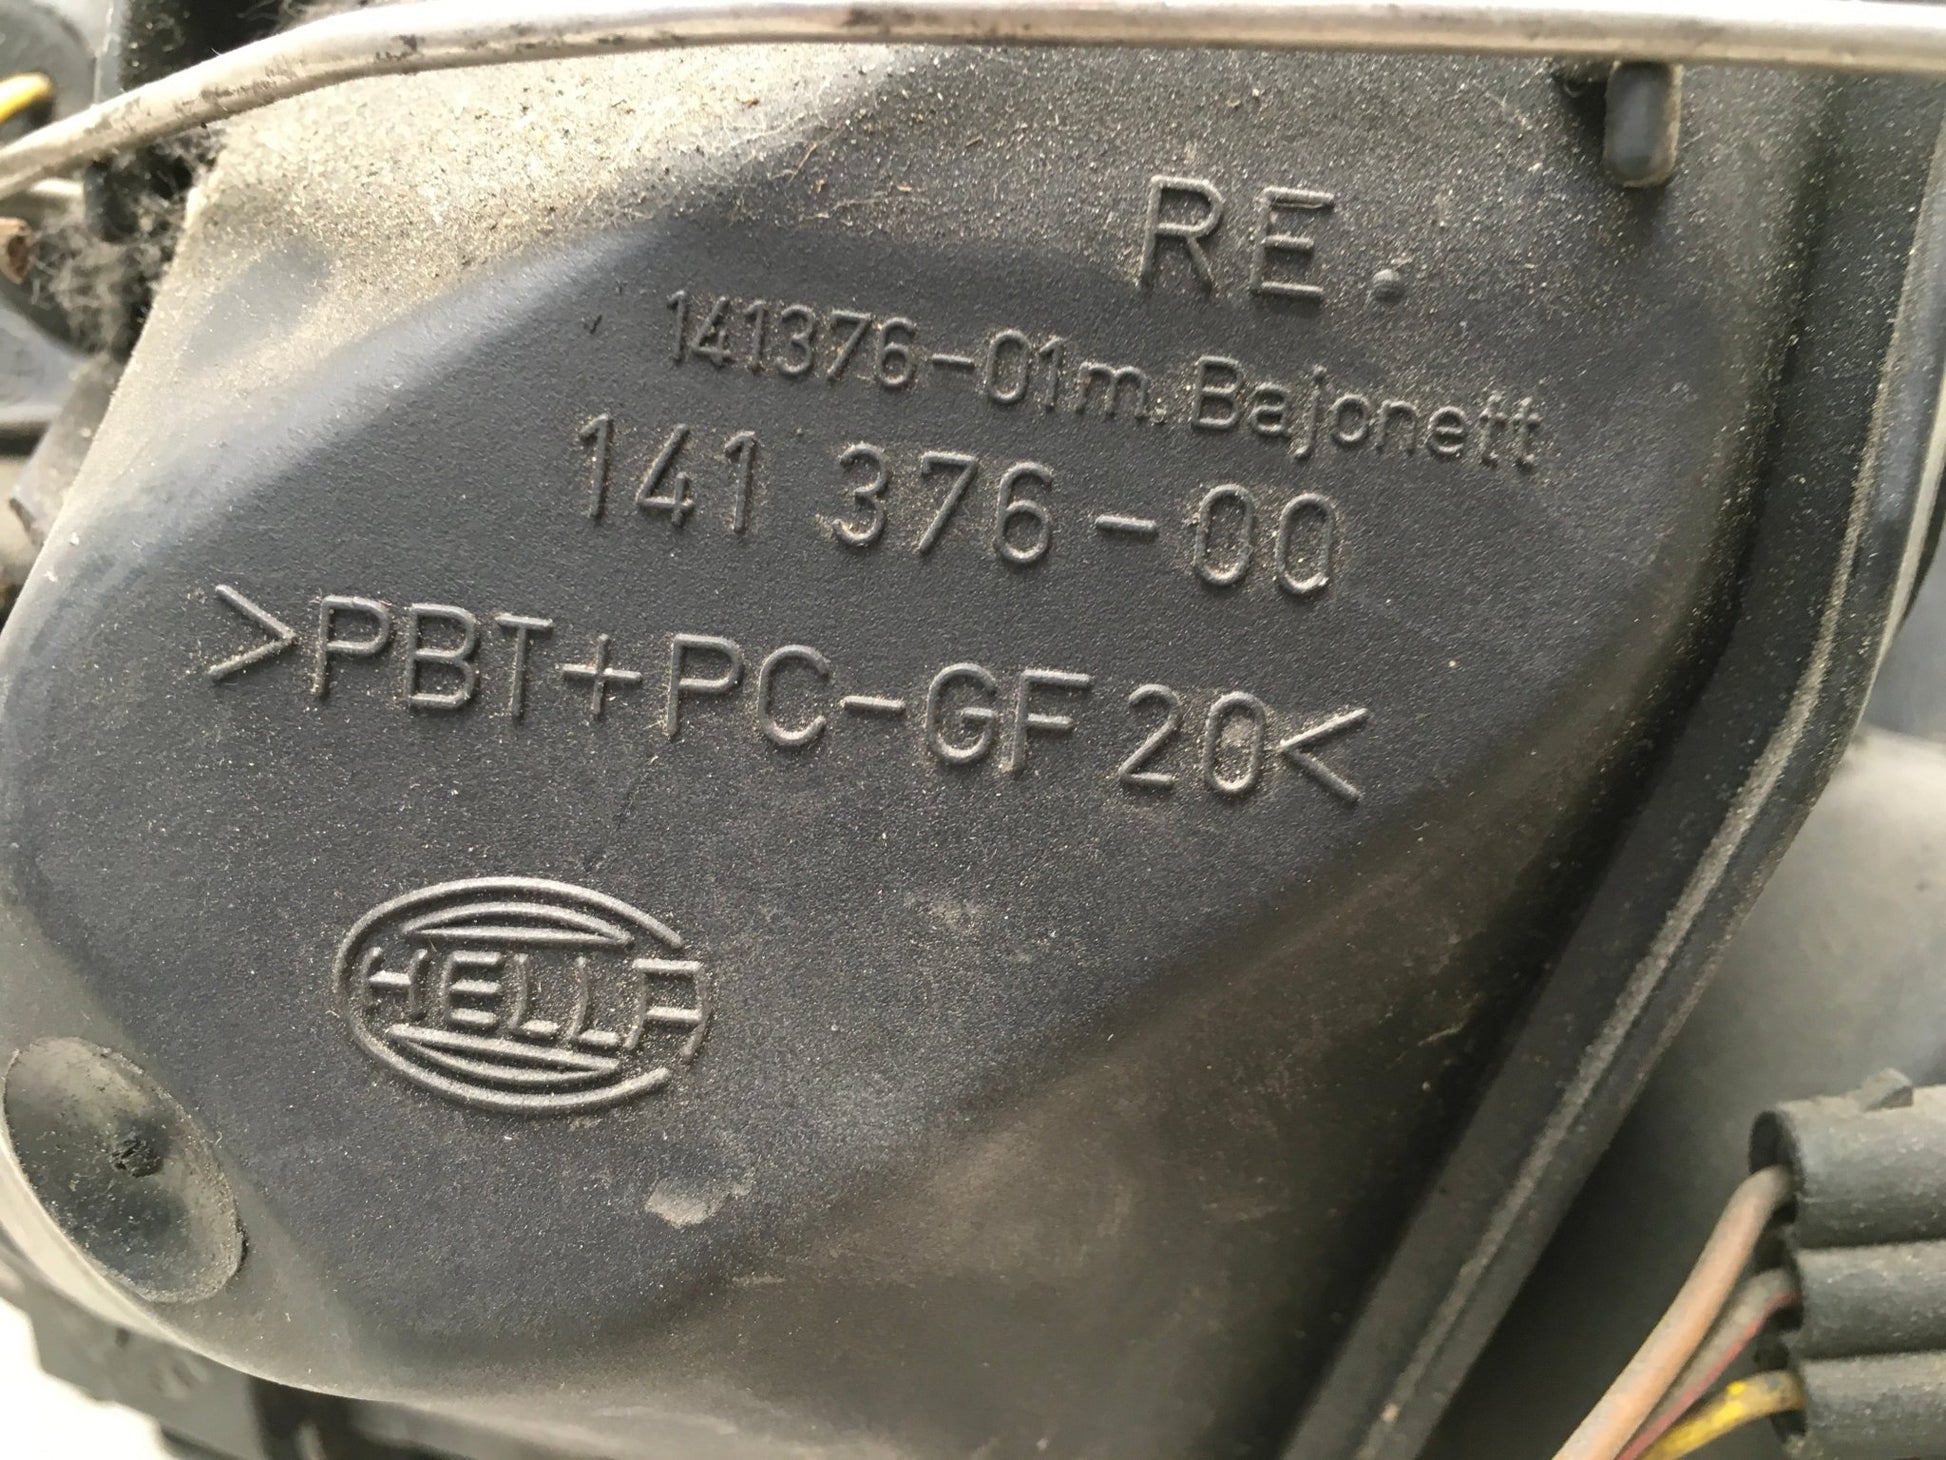 RE.
141376-01m. Bajonett
141 376-00
>PBT+PC-GF20<
HELLA